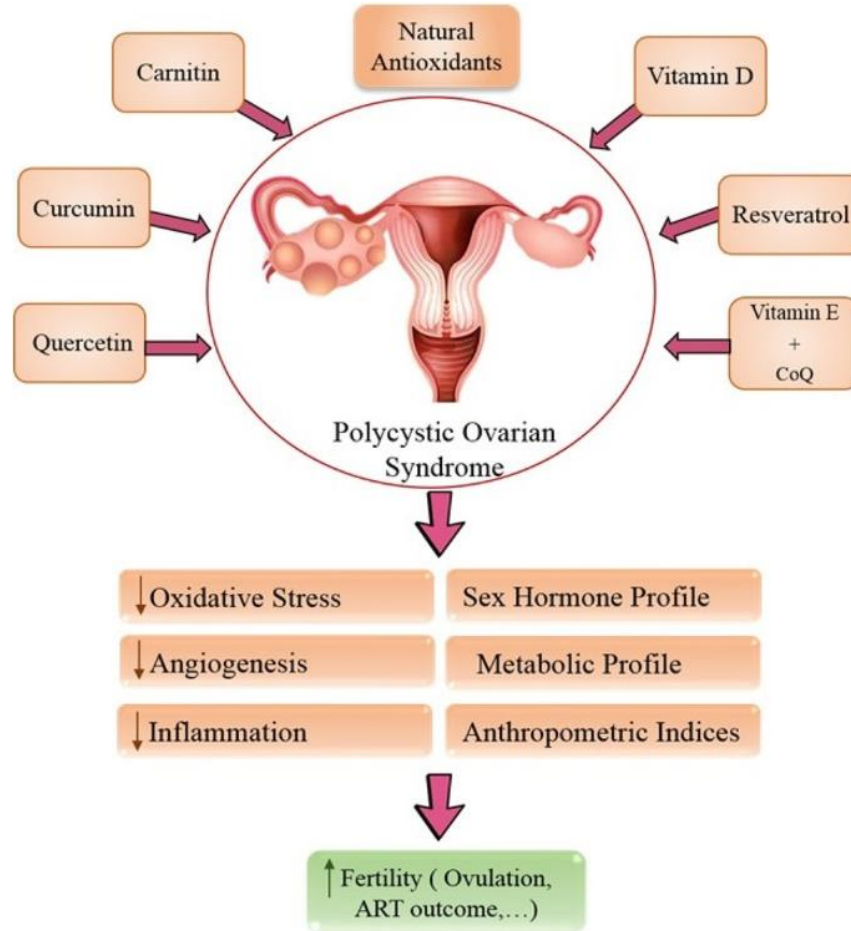 Natural
Antioxidants
Carnitin
Vitamin D
Curcumin
Resveratrol
Quercetin
Vitamin E
+
CoQ
Polycystic Ovarian
Syndrome
↓ Oxidative Stress
Sex Hormone Profile
↓ Angiogenesis
Metabolic Profile
↓ Inflammation
Anthropometric Indices
↑ Fertility ( Ovulation,
ART outcome,…)